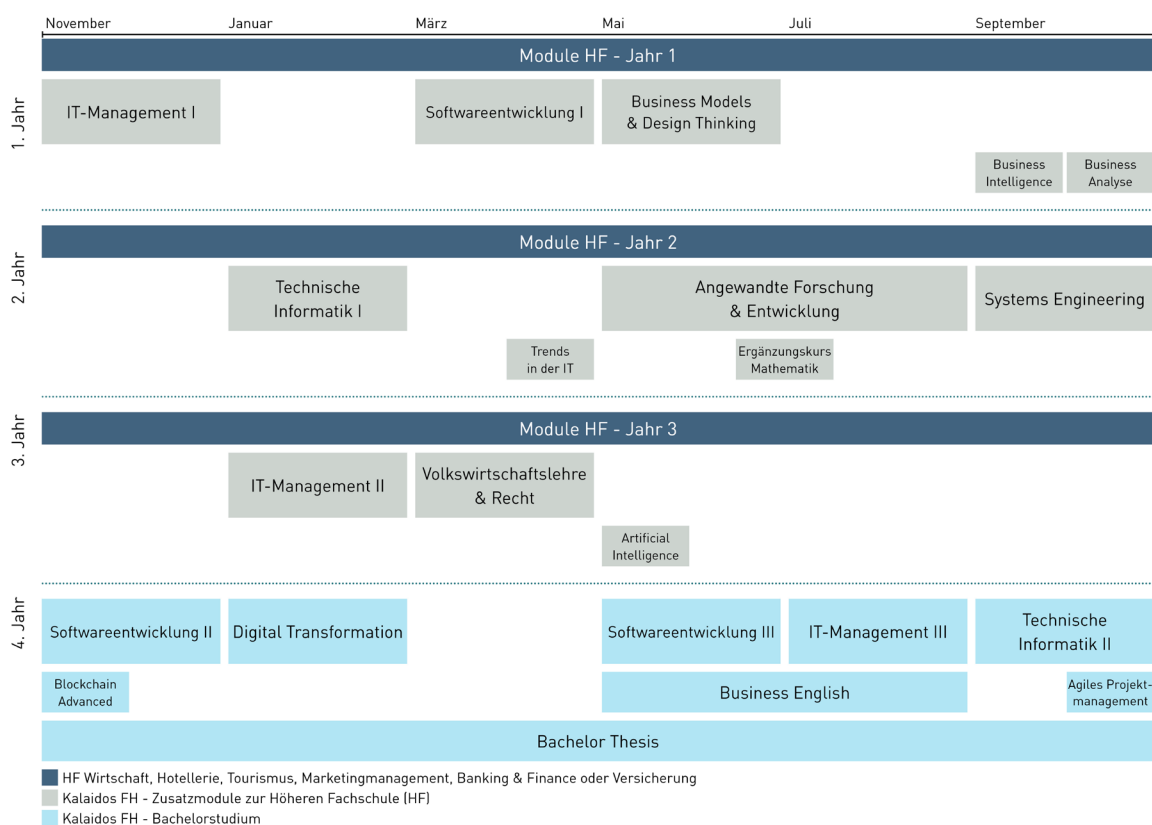 November
Januar
März
Mai
Juli
September
1. Jahr
Module HF - Jahr 1
IT-Management I
Softwareentwicklung I
Business Models
& Design Thinking
Business
Intelligence
Business
Analyse
2. Jahr
Module HF - Jahr 2
Technische
Informatik I
Angewandte Forschung
& Entwicklung
Systems Engineering
Trends
in der IT
Ergänzungskurs
Mathematik
3. Jahr
Module HF - Jahr 3
IT-Management II
Volkswirtschaftslehre
& Recht
Artificial
Intelligence
4. Jahr
Softwareentwicklung II
Digital Transformation
Softwareentwicklung III
IT-Management III
Technische
Informatik II
Blockchain
Advanced
Business English
Agiles Projekt-
management
Bachelor Thesis
HF Wirtschaft, Hotellerie, Tourismus, Marketingmanagement, Banking & Finance oder Versicherung
Kalaidos FH - Zusatzmodule zur Höheren Fachschule (HF)
Kalaidos FH - Bachelorstudium